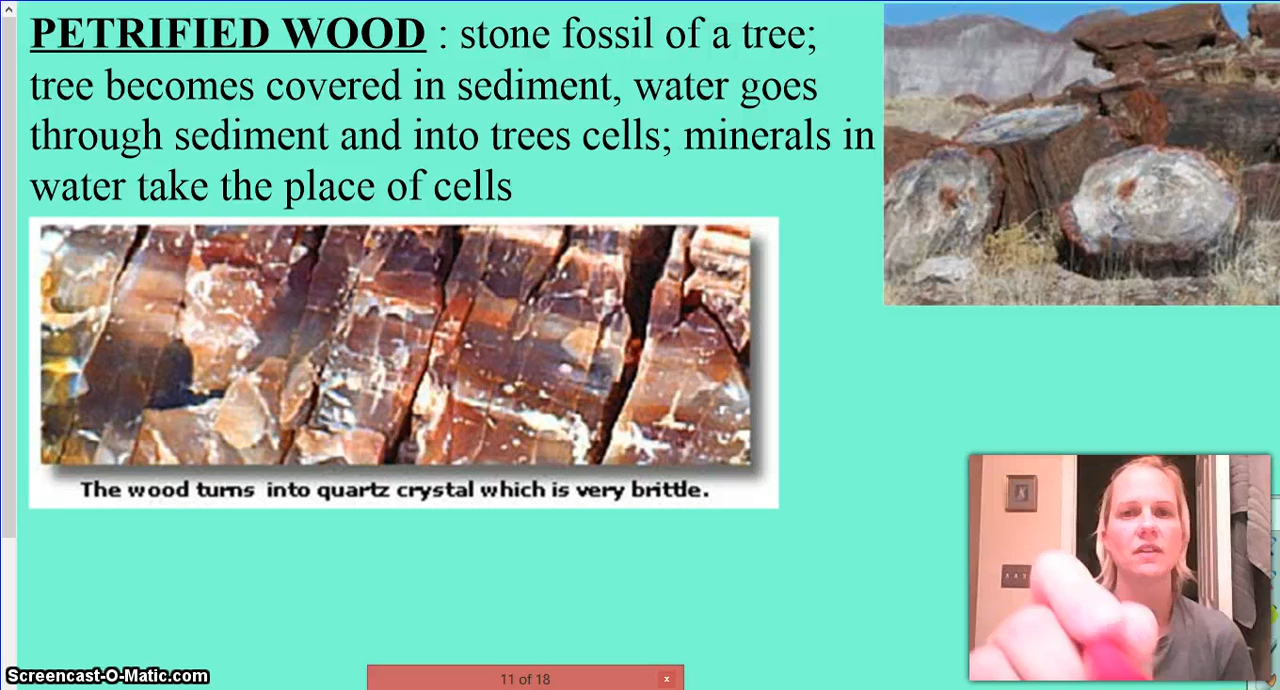 PETRIFIED WOOD : stone fossil of a tree;
tree becomes covered in sediment, water goes
through sediment and into trees cells; minerals in
water take the place of cells
The wood turns into quartz crystal which is very brittle.
11 of 18
x
Screencast-O-Matic.com